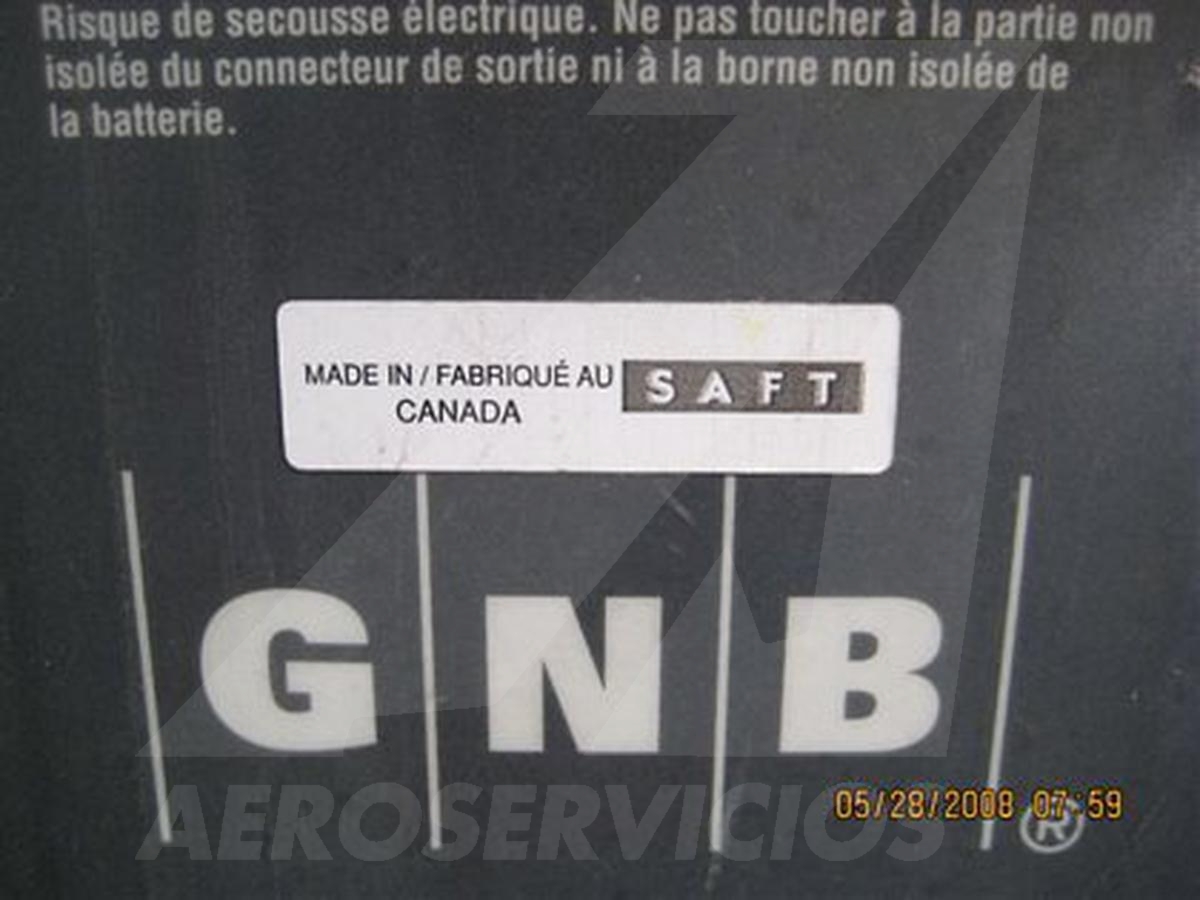 Risque de secousse électrique. Ne pas toucher à la partie non
isolée du connecteur de sortie ni à la borne non isolée de
la batterie.
MADE IN / FABRIQUÉ AU
CANADA
SAFT
GNB
®
05/28/2008 07:59
AEROSERVICIOS